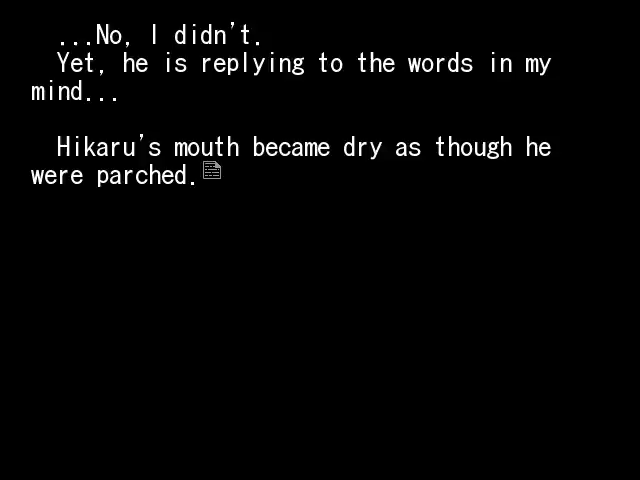 ...No, I didn't.
Yet, he is replying to the words in my
mind...
Hikaru's mouth became dry as though he
were parched.